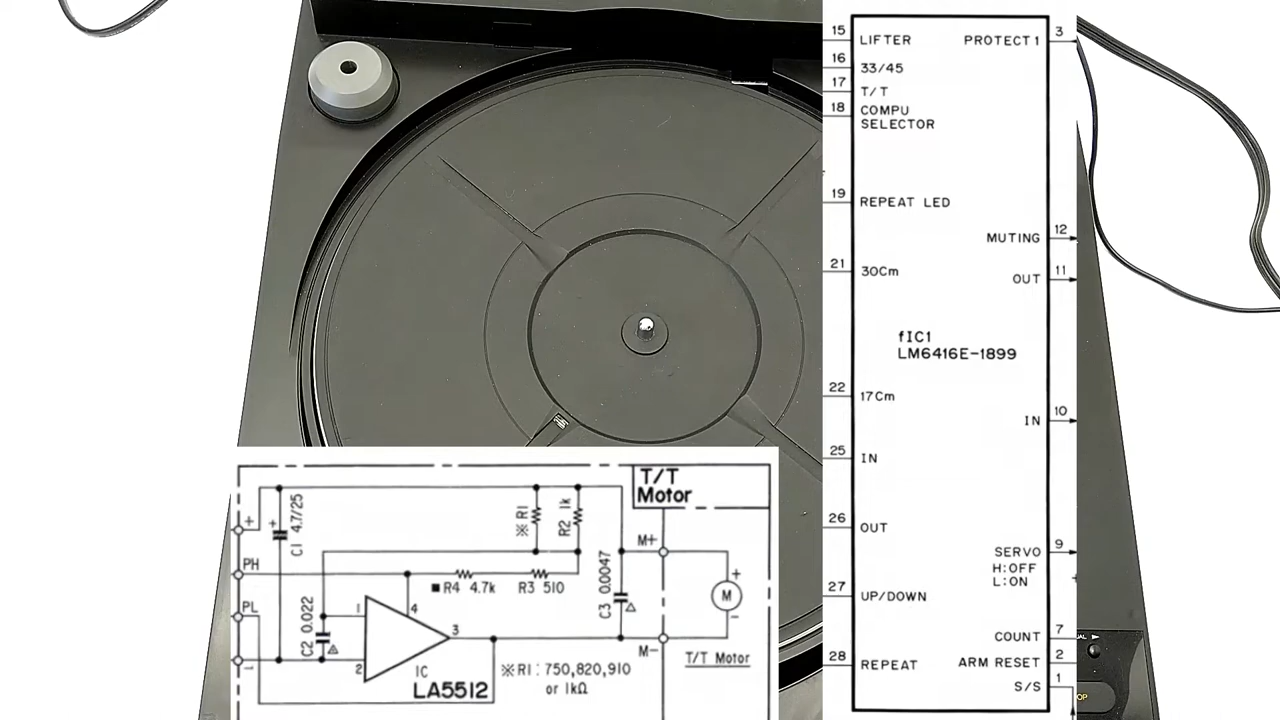 15
LIFTER
PROTECT 1
3
16
33/45
17
T/T
18
COMPU
SELECTOR
19
REPEAT LED
MUTING
12
21
30Cm
OUT
11
fIC1
LM6416E-1899
22
17Cm
IN
10
25
IN
26
OUT
SERVO
9
H:OFF
L:ON
27
UP/DOWN
COUNT
7
28
REPEAT
ARM RESET
2
S/S
1
T/T
Motor
+
+
C1 4.7/25
※R1
R2 1k
M+
PH
■R4 4.7k
R3 510
C3 0.0047
+
M
-
PL
C2 0.022
1
4
3
2
-
IC
LA5512
※R1:750,820,910
or 1kΩ
M-
T/T Motor